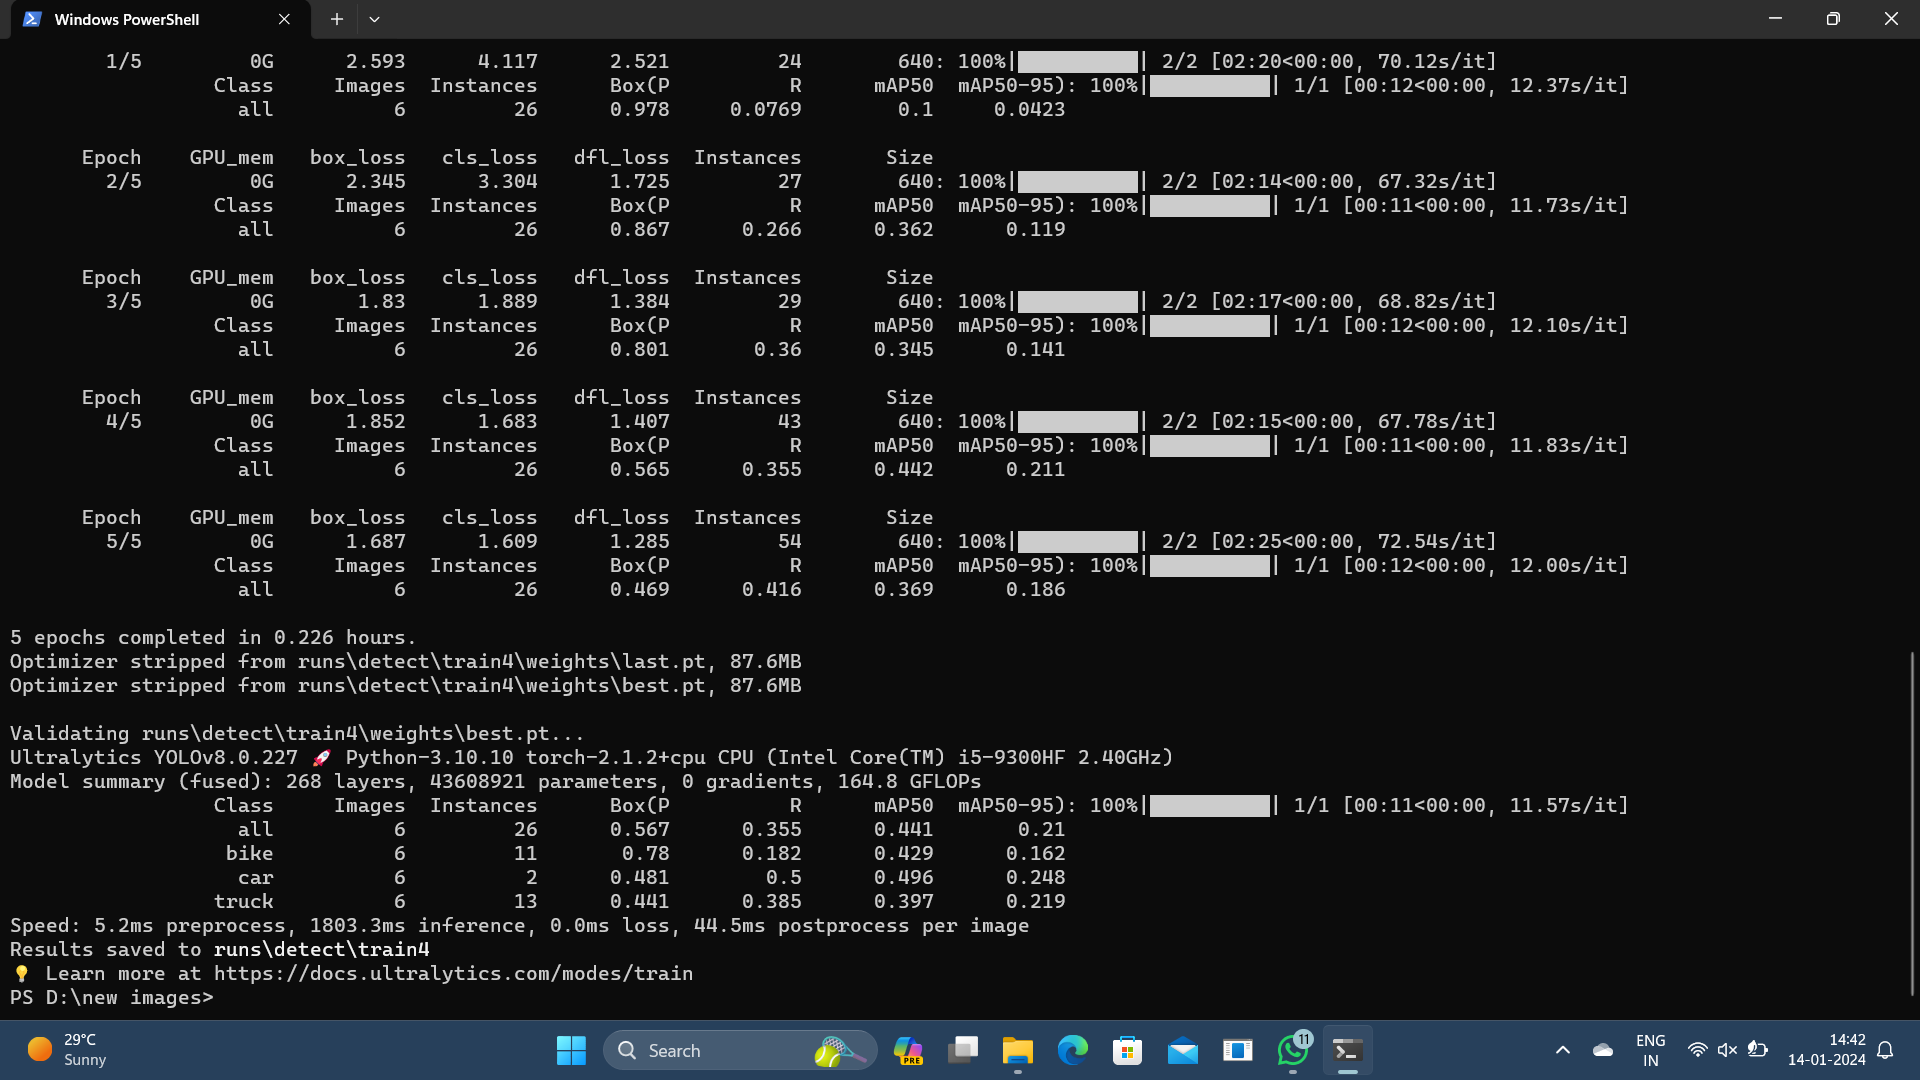 Windows PowerShell
1/5 0G 2.593 4.117 2.521 24 640: 100%|██████████| 2/2 [02:20<00:00, 70.12s/it]
Class Images Instances Box(P R mAP50 mAP50-95): 100%|██████████| 1/1 [00:12<00:00, 12.37s/it]
all 6 26 0.978 0.0769 0.1 0.0423
Epoch GPU_mem box_loss cls_loss dfl_loss Instances Size
2/5 0G 2.345 3.304 1.725 27 640: 100%|██████████| 2/2 [02:14<00:00, 67.32s/it]
Class Images Instances Box(P R mAP50 mAP50-95): 100%|██████████| 1/1 [00:11<00:00, 11.73s/it]
all 6 26 0.867 0.266 0.362 0.119
Epoch GPU_mem box_loss cls_loss dfl_loss Instances Size
3/5 0G 1.83 1.889 1.384 29 640: 100%|██████████| 2/2 [02:17<00:00, 68.82s/it]
Class Images Instances Box(P R mAP50 mAP50-95): 100%|██████████| 1/1 [00:12<00:00, 12.10s/it]
all 6 26 0.801 0.36 0.345 0.141
Epoch GPU_mem box_loss cls_loss dfl_loss Instances Size
4/5 0G 1.852 1.683 1.407 43 640: 100%|██████████| 2/2 [02:15<00:00, 67.78s/it]
Class Images Instances Box(P R mAP50 mAP50-95): 100%|██████████| 1/1 [00:11<00:00, 11.83s/it]
all 6 26 0.565 0.355 0.442 0.211
Epoch GPU_mem box_loss cls_loss dfl_loss Instances Size
5/5 0G 1.687 1.609 1.285 54 640: 100%|██████████| 2/2 [02:25<00:00, 72.54s/it]
Class Images Instances Box(P R mAP50 mAP50-95): 100%|██████████| 1/1 [00:12<00:00, 12.00s/it]
all 6 26 0.469 0.416 0.369 0.186
5 epochs completed in 0.226 hours.
Optimizer stripped from runs\detect\train4\weights\last.pt, 87.6MB
Optimizer stripped from runs\detect\train4\weights\best.pt, 87.6MB
Validating runs\detect\train4\weights\best.pt...
Ultralytics YOLOv8.0.227 🚀 Python-3.10.10 torch-2.1.2+cpu CPU (Intel Core(TM) i5-9300HF 2.40GHz)
Model summary (fused): 268 layers, 43608921 parameters, 0 gradients, 164.8 GFLOPs
Class Images Instances Box(P R mAP50 mAP50-95): 100%|██████████| 1/1 [00:11<00:00, 11.57s/it]
all 6 26 0.567 0.355 0.441 0.21
bike 6 11 0.78 0.182 0.429 0.162
car 6 2 0.481 0.5 0.496 0.248
truck 6 13 0.441 0.385 0.397 0.219
Speed: 5.2ms preprocess, 1803.3ms inference, 0.0ms loss, 44.5ms postprocess per image
Results saved to runs\detect\train4
💡 Learn more at https://docs.ultralytics.com/modes/train
PS D:\new images>
29°C
Sunny
Search
PRE
11
ENG
IN
14:42
14-01-2024